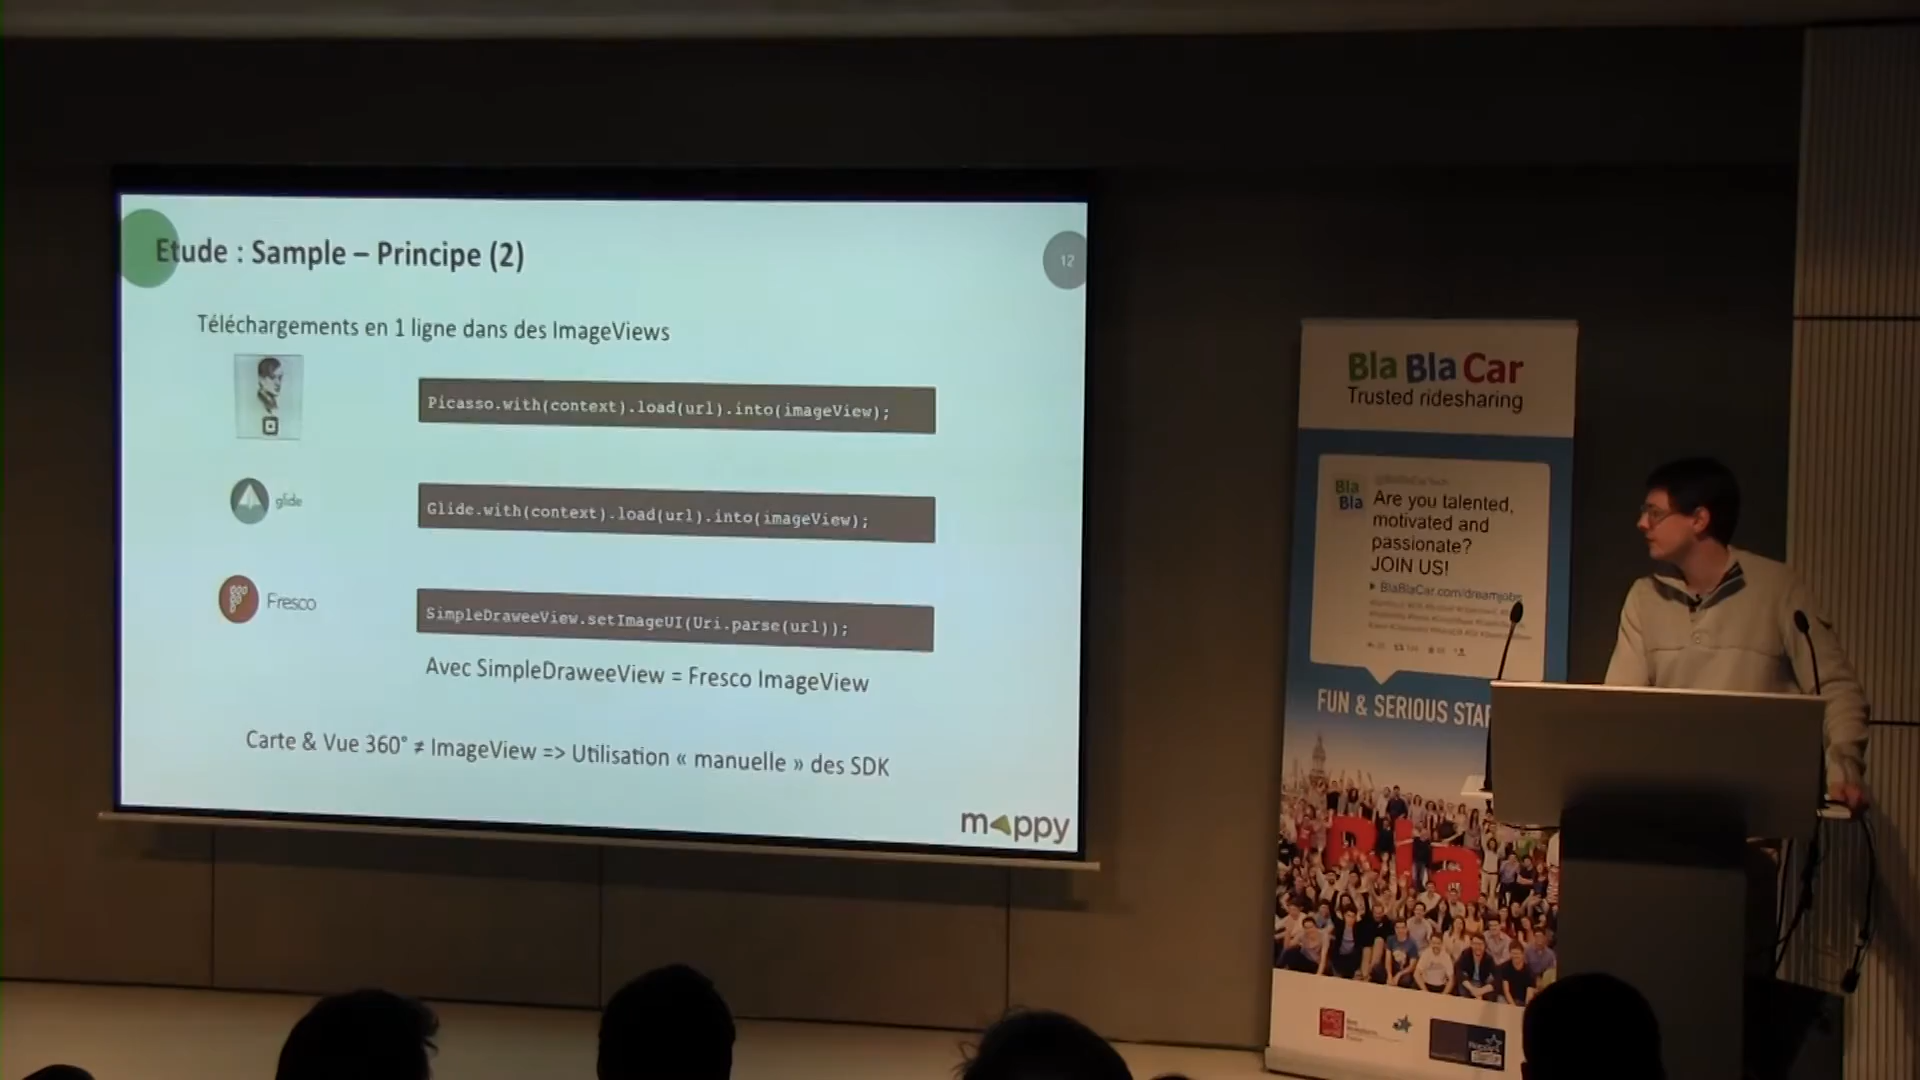 Etude : Sample – Principe (2)
12
Téléchargements en 1 ligne dans des ImageViews
Picasso.with(context).load(url).into(imageView);
glide
Glide.with(context).load(url).into(imageView);
Fresco
SimpleDraweeView.setImageUI(Uri.parse(url));
Avec SimpleDraweeView = Fresco ImageView
Carte & Vue 360° ≠ ImageView => Utilisation « manuelle » des SDK
mappy
Bla Bla Car
Trusted ridesharing
Bla
Bla
Are you talented,
motivated and
passionate?
JOIN US!
BlaBlaCar.com/dreamjobs
FUN & SERIOUS STA
Bla